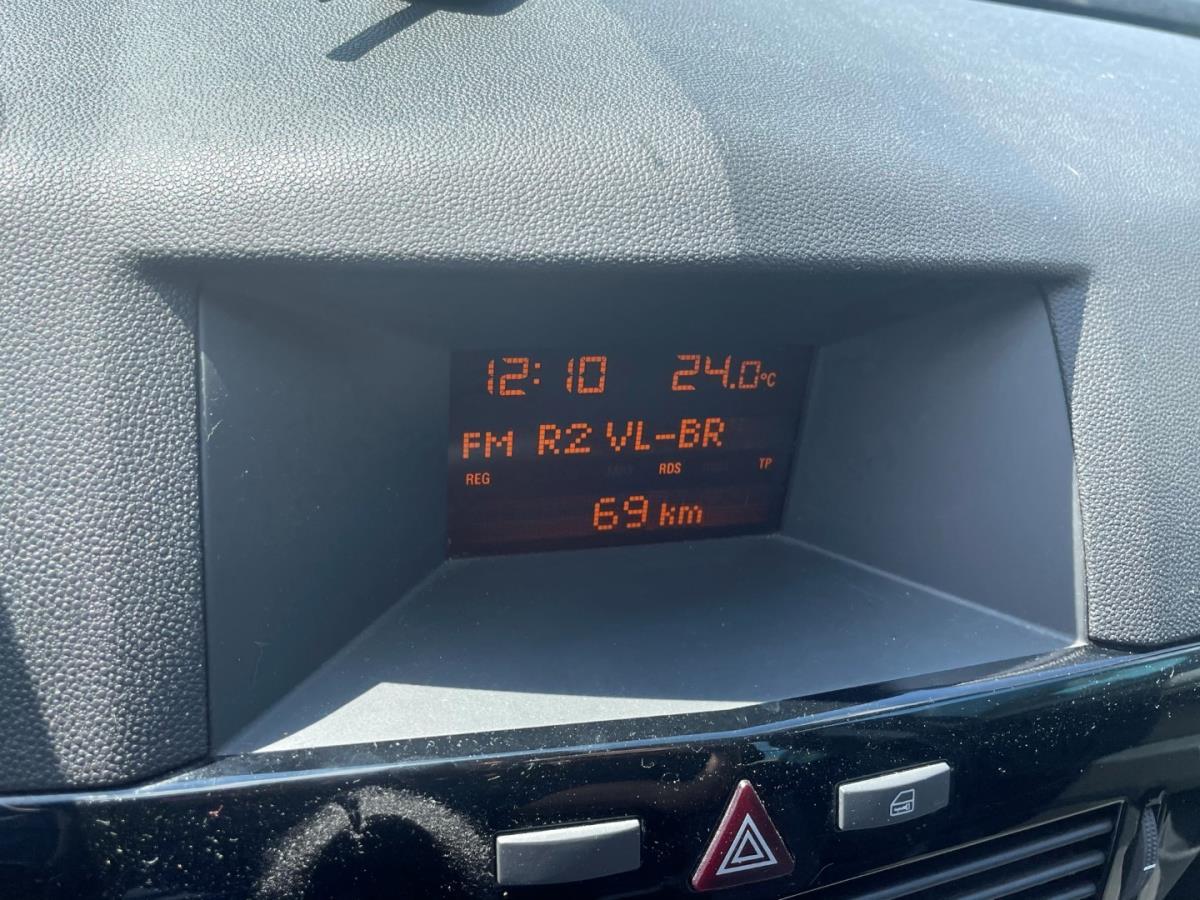 12:10 24.0°C
FM R2 VL-BR
REG RDS TP
69 km